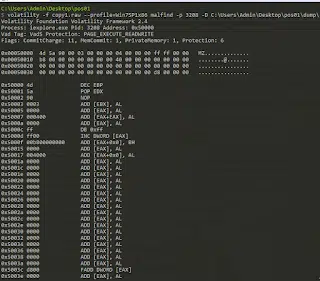 C:\Users\Admin\Desktop\pos01
> volatility -f copy1.raw --profile=Win7SP1x86 malfind -p 3288 -D C:\Users\Admin\Desktop\pos01\dump\
Volatility Foundation Volatility Framework 2.4
Process: iexplore.exe Pid: 3288 Address: 0x50000
Vad Tag: VadS Protection: PAGE_EXECUTE_READWRITE
Flags: CommitCharge: 11, MemCommit: 1, PrivateMemory: 1, Protection: 6
0x00050000 4d 5a 90 00 03 00 00 00 04 00 00 00 ff ff 00 00 MZ..............
0x00050010 b8 00 00 00 00 00 00 00 40 00 00 00 00 00 00 00 ........@.......
0x00050020 00 00 00 00 00 00 00 00 00 00 00 00 00 00 00 00 ................
0x00050030 00 00 00 00 00 00 00 00 00 00 00 00 d8 00 00 00 ................
0x50000 4d DEC EBP
0x50001 5a POP EDX
0x50002 90 NOP
0x50003 0003 ADD [EBX], AL
0x50005 0000 ADD [EAX], AL
0x50007 000400 ADD [EAX+EAX], AL
0x5000a 0000 ADD [EAX], AL
0x5000c ff DB 0xff
0x5000d ff00 INC DWORD [EAX]
0x5000f 00b800000000 ADD [EAX+0x0], BH
0x50015 0000 ADD [EAX], AL
0x50017 004000 ADD [EAX+0x0], AL
0x5001a 0000 ADD [EAX], AL
0x5001c 0000 ADD [EAX], AL
0x5001e 0000 ADD [EAX], AL
0x50020 0000 ADD [EAX], AL
0x50022 0000 ADD [EAX], AL
0x50024 0000 ADD [EAX], AL
0x50026 0000 ADD [EAX], AL
0x50028 0000 ADD [EAX], AL
0x5002a 0000 ADD [EAX], AL
0x5002c 0000 ADD [EAX], AL
0x5002e 0000 ADD [EAX], AL
0x50030 0000 ADD [EAX], AL
0x50032 0000 ADD [EAX], AL
0x50034 0000 ADD [EAX], AL
0x50036 0000 ADD [EAX], AL
0x50038 0000 ADD [EAX], AL
0x5003a 0000 ADD [EAX], AL
0x5003c d800 FADD DWORD [EAX]
0x5003e 0000 ADD [EAX], AL